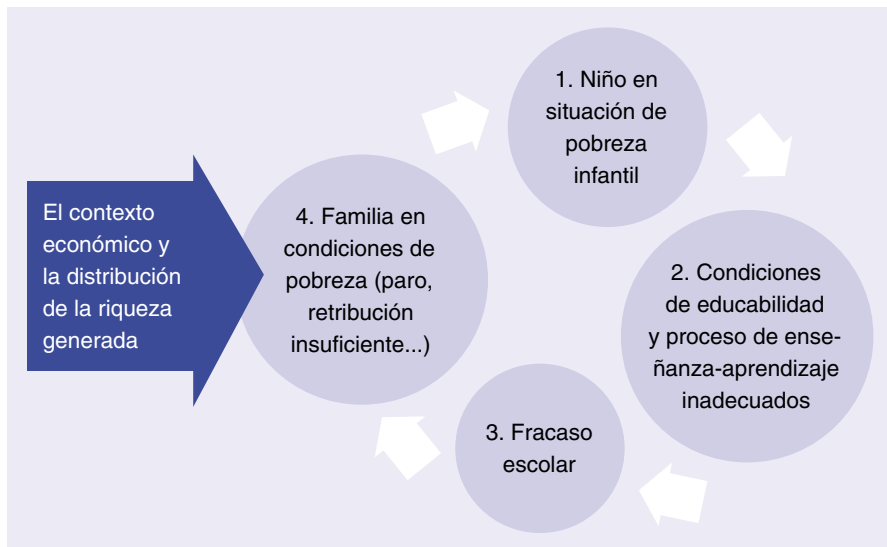 El contexto
económico y
la distribución
de la riqueza
generada
1. Niño en
situación de
pobreza
infantil
2. Condiciones
de educabilidad
y proceso de ense-
ñanza-aprendizaje
inadecuados
3. Fracaso
escolar
4. Familia en
condiciones de
pobreza (paro,
retribución
insuficiente...)